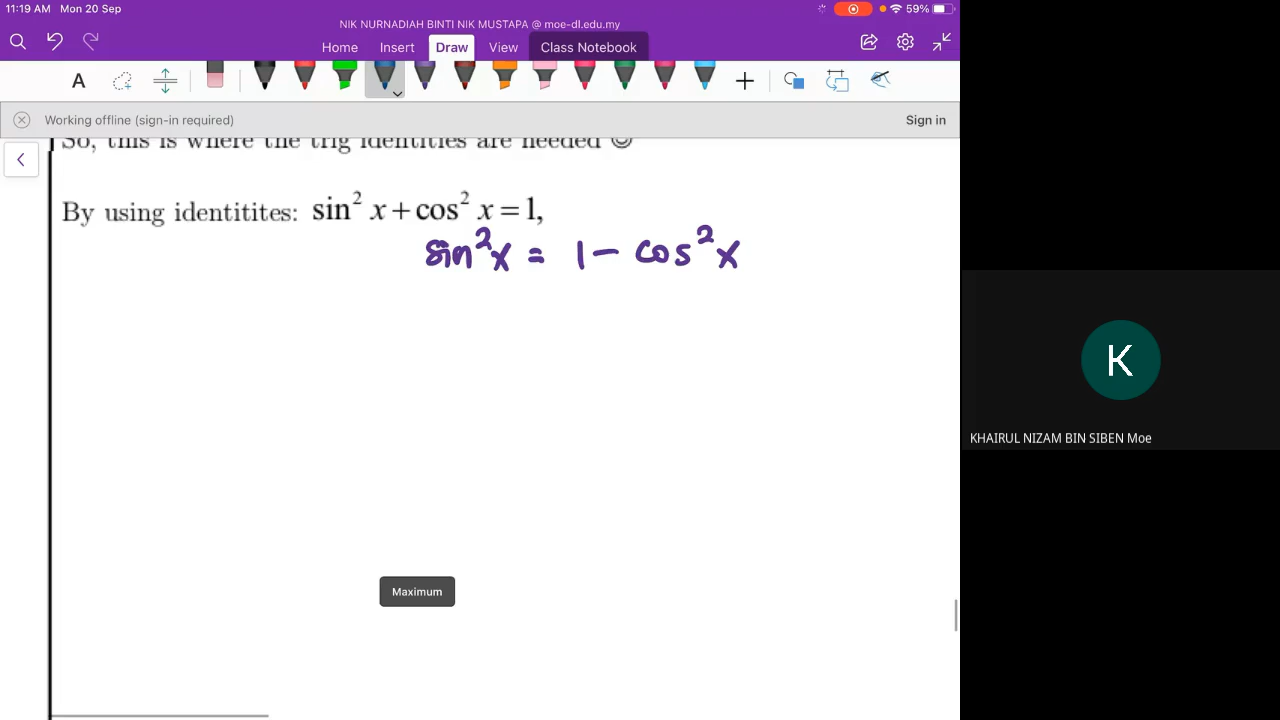 11:19 AM Mon 20 Sep
59%
NIK NURNADIAH BINTI NIK MUSTAPA @ moe-dl.edu.my
Home Insert Draw View Class Notebook
A
Working offline (sign-in required) Sign in
So, this is where the trig identities are needed ☺
By using identitites: sin² x + cos² x = 1,
sin²x = 1 − cos²x
Maximum
K
KHAIRUL NIZAM BIN SIBEN Moe